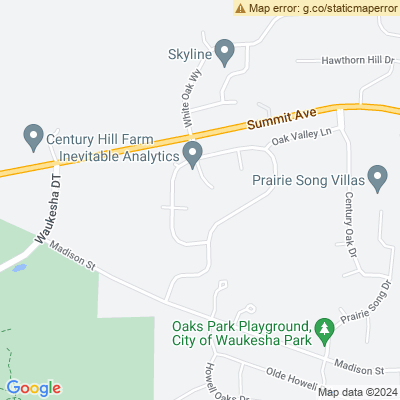 Map error: g.co/staticmaperror
Skyline
Hawthorn Hill Dr
White Oak Wy
Summit Ave
Oak Valley Ln
Century Hill Farm
Inevitable Analytics
Prairie Song Villas
Waukesha DT
Century Oak Dr
Madison St
Prairie Song Dr
Oaks Park Playground,
City of Waukesha Park
Madison St
Howell Oaks Dr
Olde Howell
Google
Map data ©2024